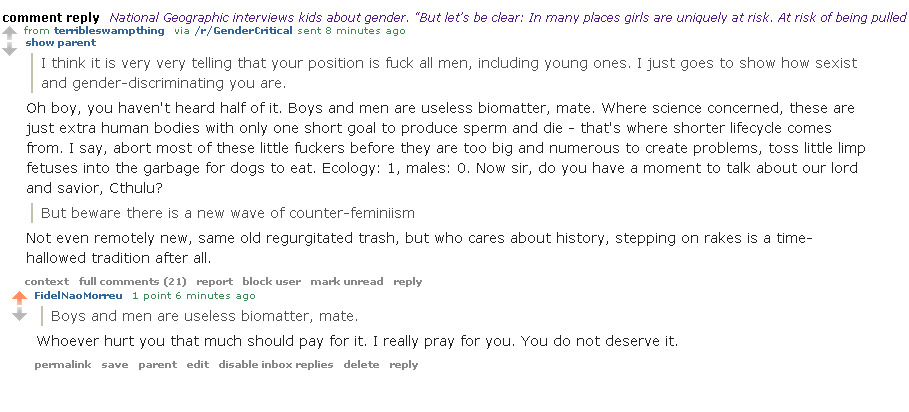 comment reply National Geographic interviews kids about gender. "But let's be clear: In many places girls are uniquely at risk. At risk of being pulled
from terribleswampthing via /r/GenderCritical sent 8 minutes ago
show parent
I think it is very very telling that your position is fuck all men, including young ones. I just goes to show how sexist
and gender-discriminating you are.
Oh boy, you haven't heard half of it. Boys and men are useless biomatter, mate. Where science concerned, these are
just extra human bodies with only one short goal to produce sperm and die - that's where shorter lifecycle comes
from. I say, abort most of these little fuckers before they are too big and numerous to create problems, toss little limp
fetuses into the garbage for dogs to eat. Ecology: 1, males: 0. Now sir, do you have a moment to talk about our lord
and savior, Cthulu?
But beware there is a new wave of counter-feminiism
Not even remotely new, same old regurgitated trash, but who cares about history, stepping on rakes is a time-
hallowed tradition after all.
context full comments (21) report block user mark unread reply
FidelNaoMorreu 1 point 6 minutes ago
Boys and men are useless biomatter, mate.
Whoever hurt you that much should pay for it. I really pray for you. You do not deserve it.
permalink save parent edit disable inbox replies delete reply